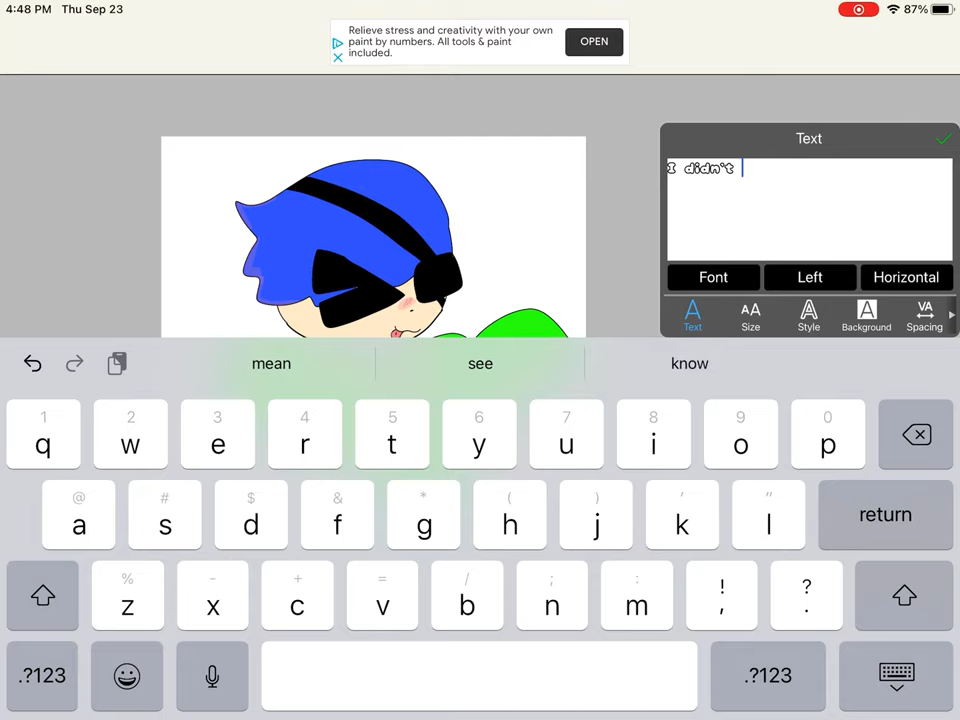 4:48 PM Thu Sep 23
87%
Relieve stress and creativity with your own
paint by numbers. All tools & paint
included.
OPEN
Text
I didn't
Font Left Horizontal
A AA A A VA
Text Size Style Background Spacing
mean see know
1 2 3 4 5 6 7 8 9 0
q w e r t y u i o p
@ # $ & * ( ) ' "
a s d f g h j k l return
% - + = / ; : ! ?
z x c v b n m , .
.?123 .?123